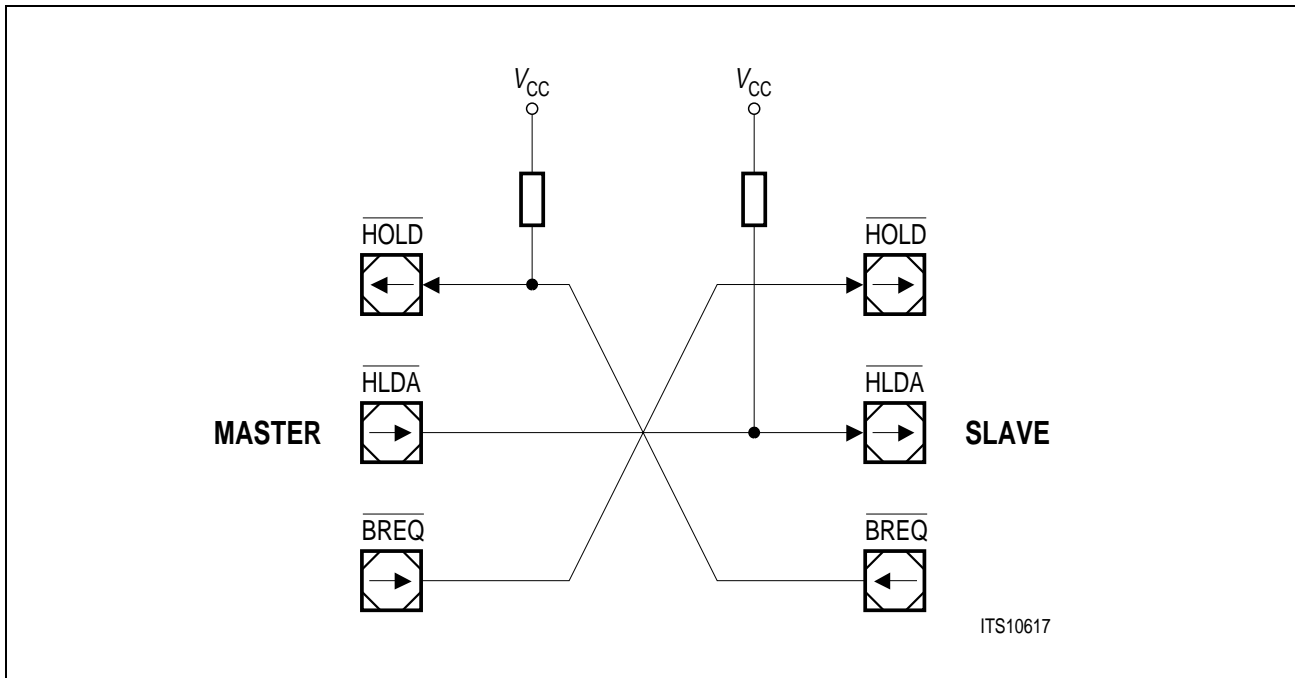 VCC VCC
HOLD HOLD
HLDA HLDA
MASTER SLAVE
BREQ BREQ
ITS10617